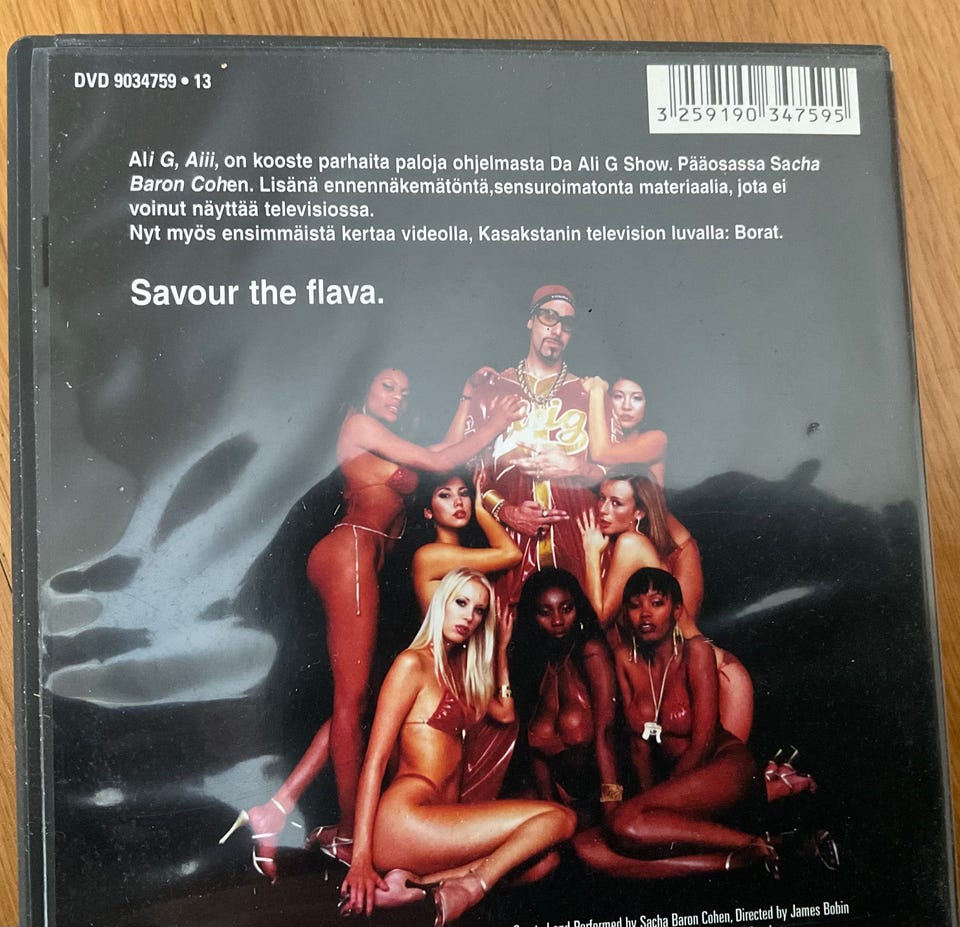 DVD 9034759 • 13
3 259190 347595
Ali G, Aiii, on kooste parhaita paloja ohjelmasta Da Ali G Show. Pääosassa Sacha
Baron Cohen. Lisänä ennennäkemätöntä,sensuroimatonta materiaalia, jota ei
voinut näyttää televisiossa.
Nyt myös ensimmäistä kertaa videolla, Kasakstanin television luvalla: Borat.
Savour the flava.
and Performed by Sacha Baron Cohen, Directed by James Bobin